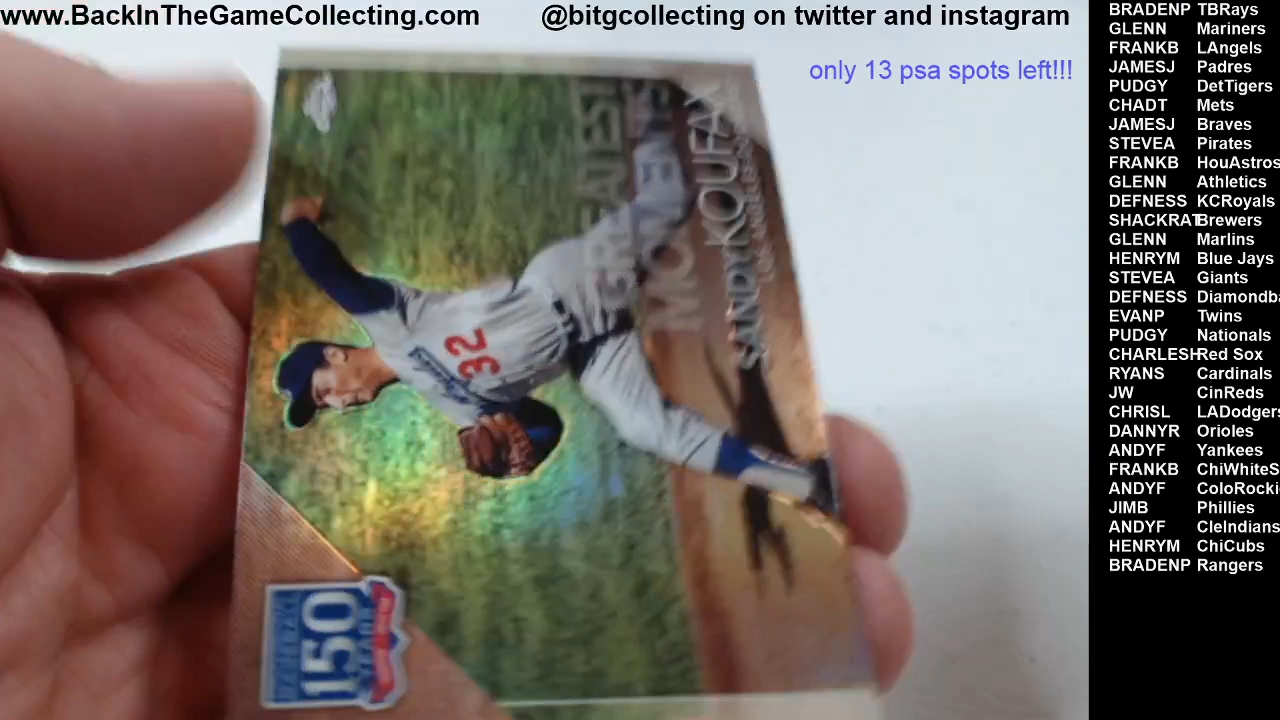 www.BackInTheGameCollecting.com @bitgcollecting on twitter and instagram
only 13 psa spots left!!!
BRADENP TBRays
GLENN Mariners
FRANKB LAngels
JAMESJ Padres
PUDGY DetTigers
CHADT Mets
JAMESJ Braves
STEVEA Pirates
FRANKB HouAstros
GLENN Athletics
DEFNESS KCRoyals
SHACKRAT Brewers
GLENN Marlins
HENRYM Blue Jays
STEVEA Giants
DEFNESS Diamondba
EVANP Twins
PUDGY Nationals
CHARLESH Red Sox
RYANS Cardinals
JW CinReds
CHRISL LADodgers
DANNYR Orioles
ANDYF Yankees
FRANKB ChiWhiteS
ANDYF ColoRocki
JIMB Phillies
ANDYF CleIndians
HENRYM ChiCubs
BRADENP Rangers
GREATEST
SANDY KOUFAX
32
150
YEARS